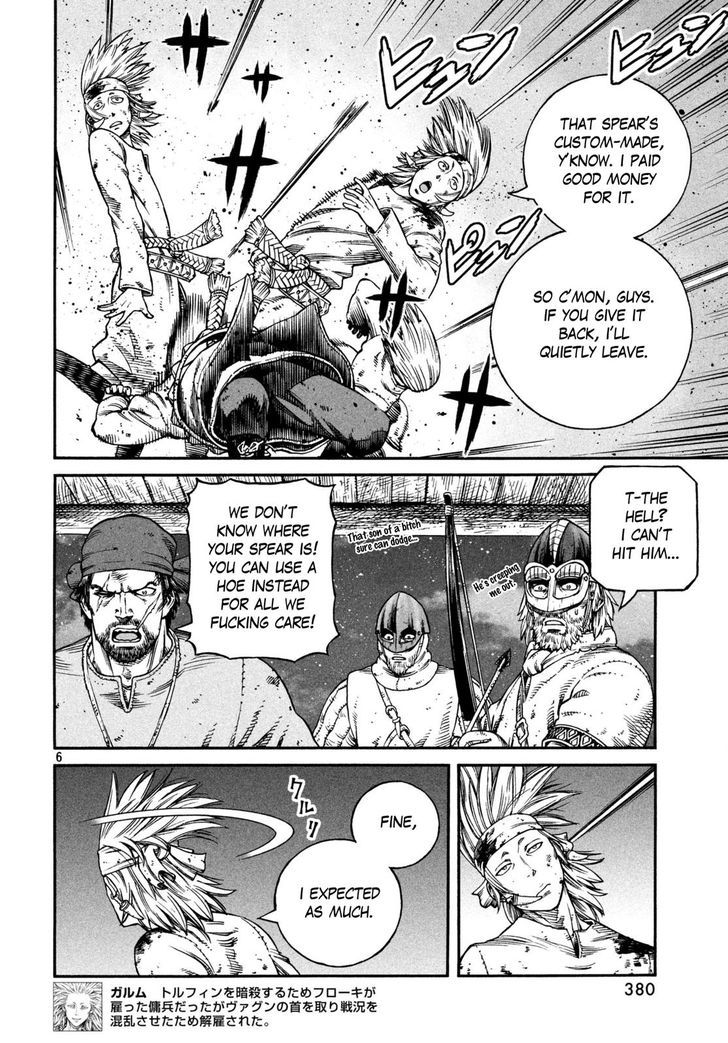 ヒュン
ヒュン
ヒュン
THAT SPEAR'S
CUSTOM-MADE,
Y'KNOW. I PAID
GOOD MONEY
FOR IT.
SO C'MON, GUYS.
IF YOU GIVE IT
BACK, I'LL
QUIETLY LEAVE.
T-THE
HELL?
I CAN'T
HIT HIM...
He's creeping
me out.
That son of a bitch
sure can dodge...
WE DON'T
KNOW WHERE
YOUR SPEAR IS!
YOU CAN USE A
HOE INSTEAD
FOR ALL WE
FUCKING CARE!
6
クルリ
FINE,
I EXPECTED
AS MUCH.
ガルム トルフィンを暗殺するためフローキが
雇った傭兵だったがヴァグンの首を取り戦況を
混乱させたため解雇された。
380